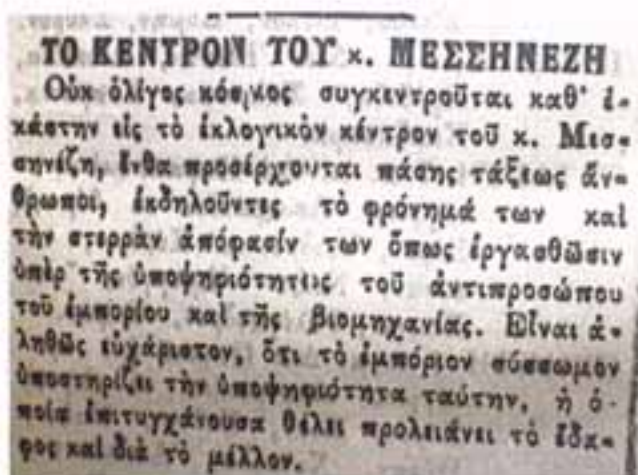 ΤΟ ΚΕΝΤΡΟΝ ΤΟΥ κ. ΜΕΣΣΗΝΕΖΗ
Οὐκ ὀλίγος κόσμος συγκεντροῦται καθ' ἑ-
κάστην εἰς τὸ ἐκλογικὸν κέντρον τοῦ κ. Μεσ-
σηνέζη, ἔνθα προσέρχονται πάσης τάξεως ἄν-
θρωποι, ἐκδηλοῦντες τὸ φρόνημά των καὶ
τὴν στερρὰν ἀπόφασίν των ὅπως ἐργασθῶσιν
ὑπὲρ τῆς ὑποψηφιότητος τοῦ ἀντιπροσώπου
τοῦ ἐμπορίου καὶ τῆς βιομηχανίας. Εἶναι ἀ-
ληθῶς εὐχάριστον, ὅτι τὸ ἐμπόριον σύσσωμον
ὑποστηρίζει τὴν ὑποψηφιότητα ταύτην, ἡ ὁ-
ποία ἐπιτυγχάνουσα θέλει προλειάνει τὸ ἔδα-
φος καὶ διὰ τὸ μέλλον.